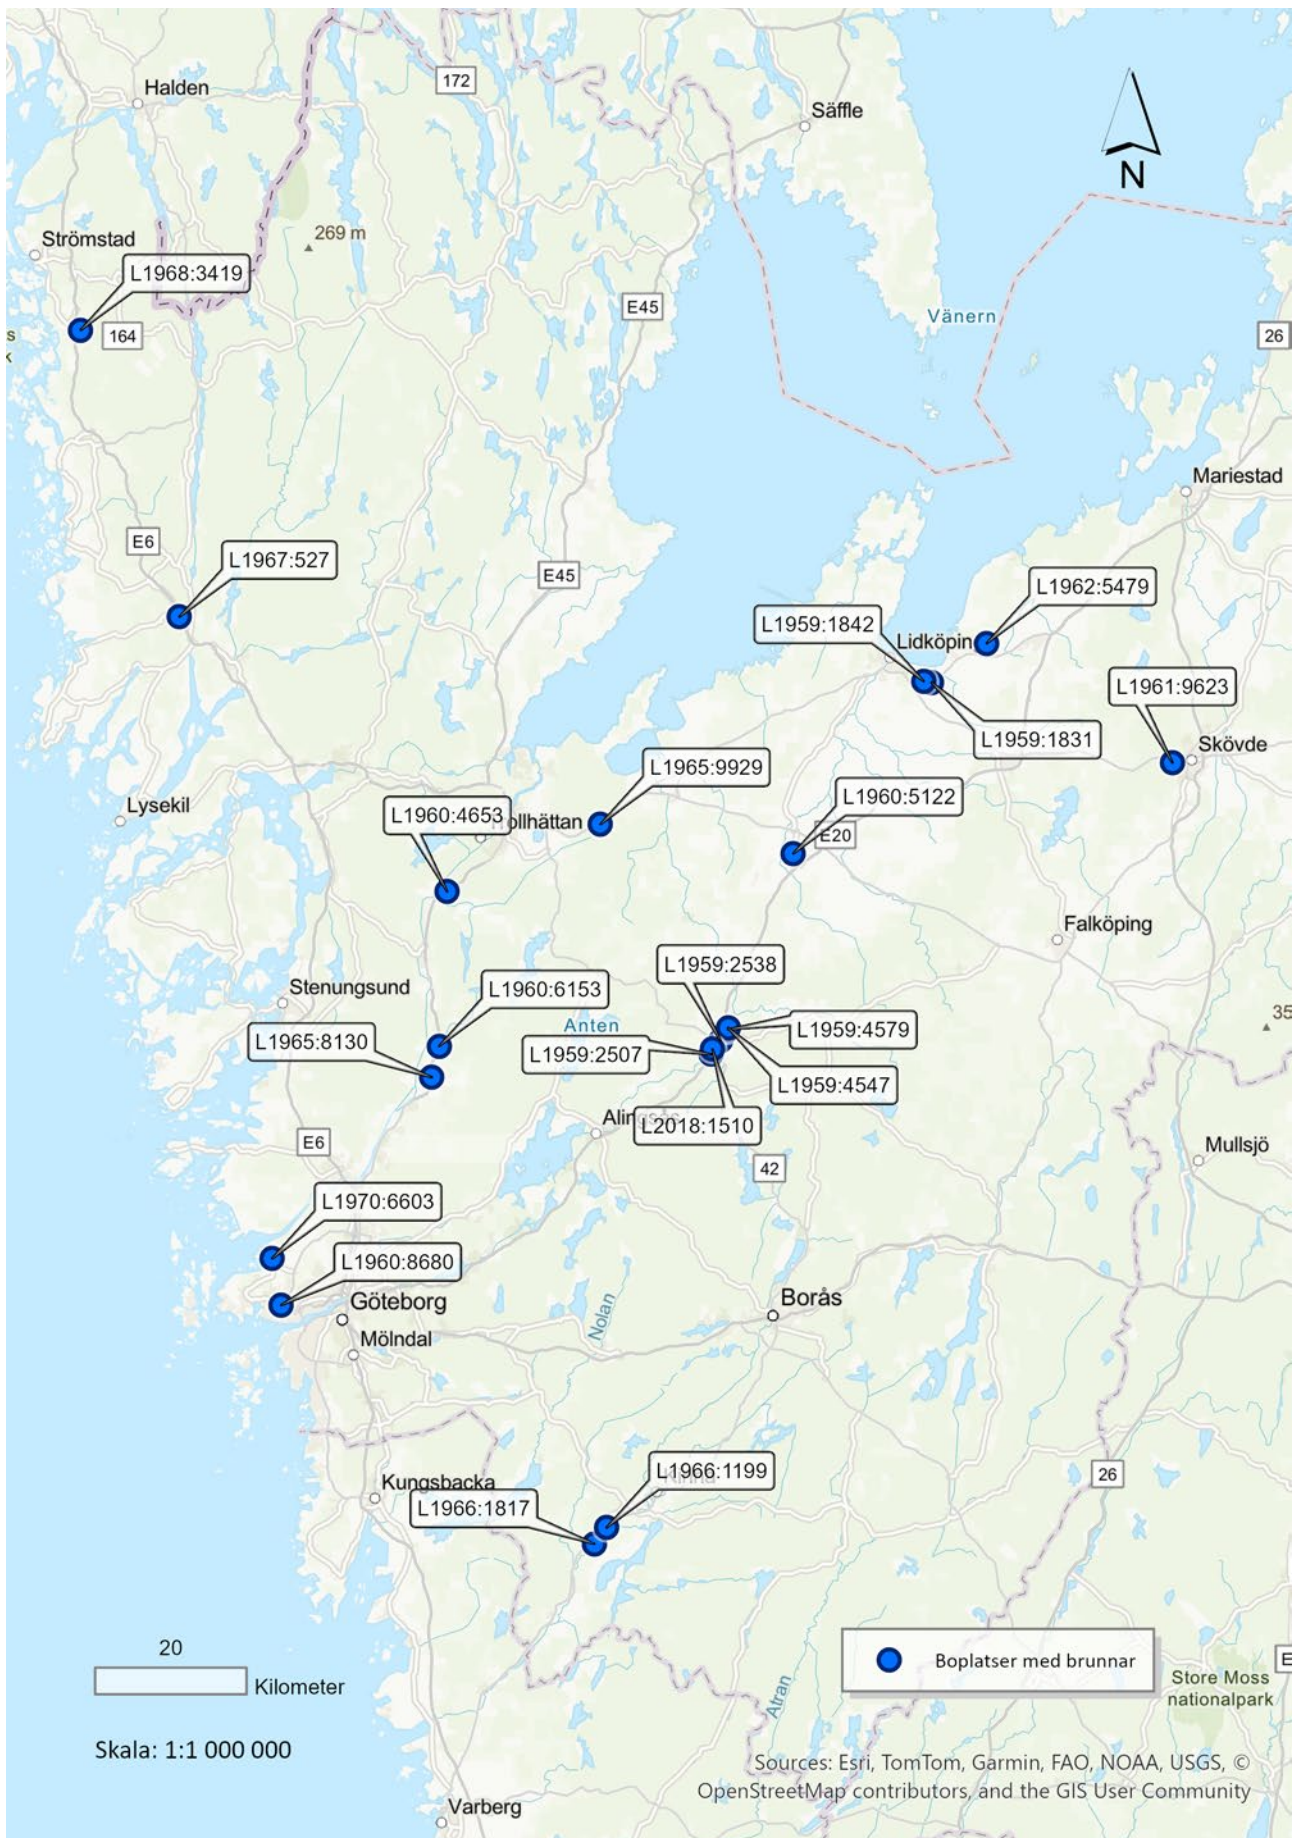 Halden
172
Säffle
N
Strömstad
269 m
L1968:3419
E45
Vänern
164
26
s
k
Mariestad
E6
L1967:527
E45
L1962:5479
L1959:1842
Lidköpin
L1961:9623
L1959:1831
Skövde
L1965:9929
L1960:5122
Lysekil
L1960:4653
ollhättan
E20
Falköping
L1959:2538
Stenungsund
L1960:6153
35
Anten
L1959:4579
L1965:8130
L1959:2507
L1959:4547
Alingsås
L2018:1510
E6
Mullsjö
42
L1970:6603
L1960:8680
Göteborg
Borås
Nolan
Mölndal
L1966:1199
26
Kungsbacka
L1966:1817
20
Kilometer
Boplatser med brunnar
E
Store Moss
nationalpark
Ätran
Skala: 1:1 000 000
Sources: Esri, TomTom, Garmin, FAO, NOAA, USGS, ©
OpenStreetMap contributors, and the GIS User Community
Varberg